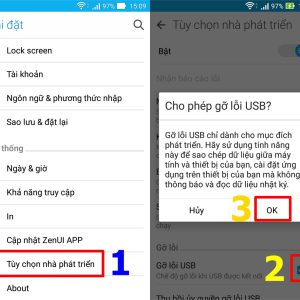 97% 15:09
ài đặt
Lock screen
Tài khoản
Ngôn ngữ & phương thức nhập
Sao lưu & đặt lại
thống
Ngày & giờ
Khả năng truy cập
In
Cập nhật ZenUI APP
Tùy chọn nhà phát triển
About
1
97%
Tùy chọn nhà phát triển
Bật
Nhận báo cáo lỗi
Cho phép gỡ lỗi USB?
Gỡ lỗi USB chỉ dành cho mục đích
phát triển. Hãy sử dụng tính năng
này để sao chép dữ liệu giữa máy
tính và thiết bị của bạn, cài đặt ứng
dụng trên thiết bị của bạn mà không
thông báo và đọc dữ liệu nhật ký.
Hủy
3
OK
Gỡ lỗi
Gỡ lỗi USB
Chế độ gỡ lỗi khi USB được kết nối
2
Thu hồi ủy quyền gỡ lỗi USB